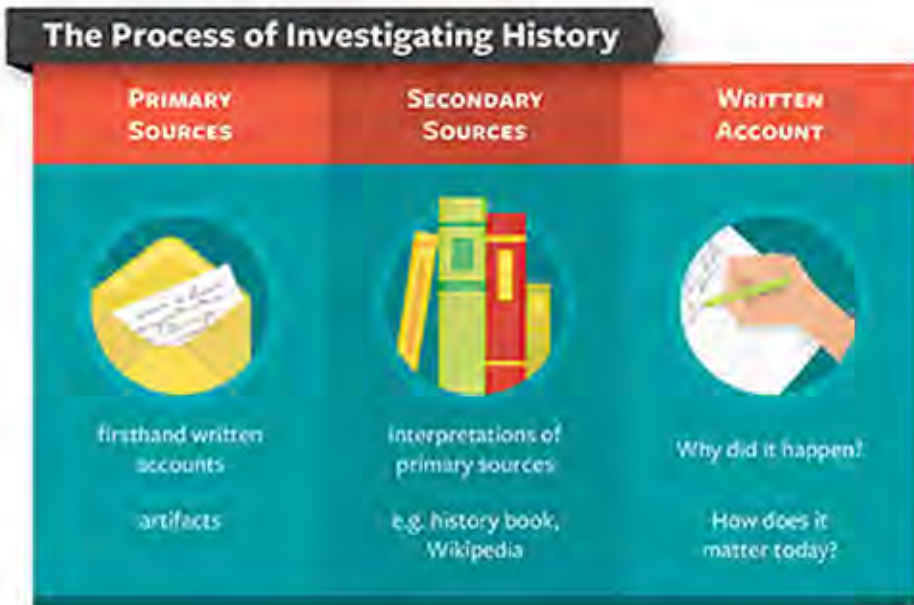 The Process of Investigating History
PRIMARY
SOURCES
firsthand written
accounts
artifacts
SECONDARY
SOURCES
interpretations of
primary sources
e.g. history book,
Wikipedia
WRITTEN
ACCOUNT
Why did it happen?
How does it
matter today?